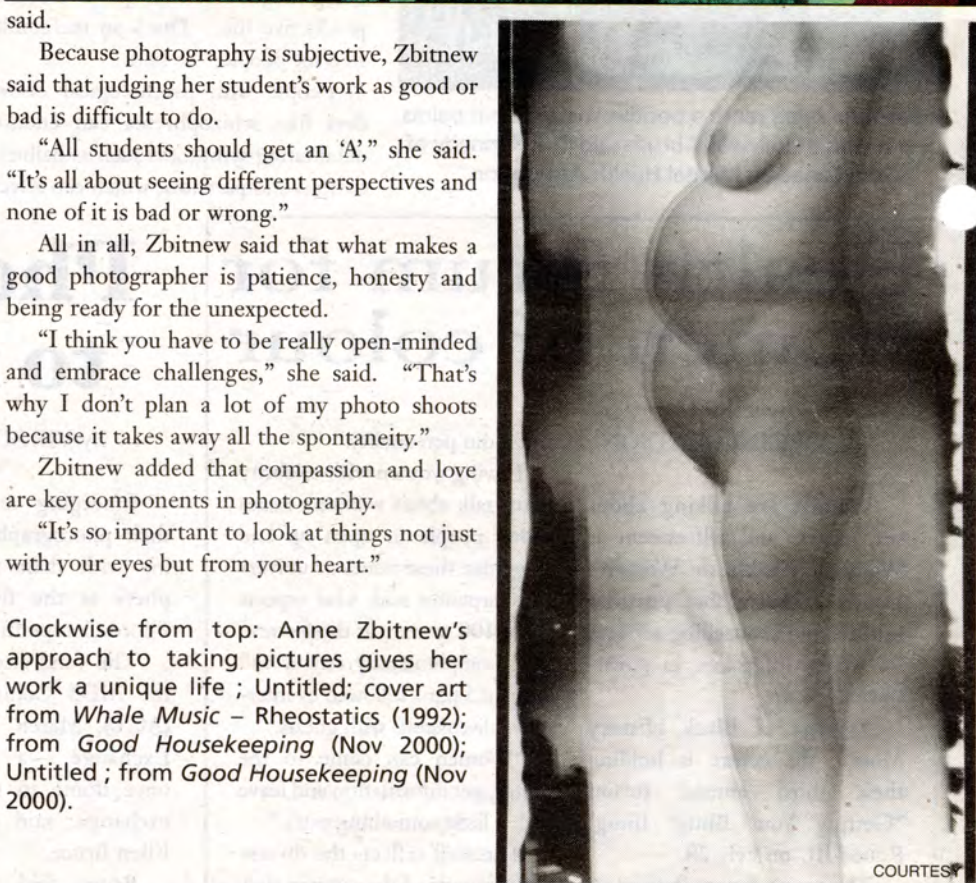 said.
Because photography is subjective, Zbitnew
said that judging her student's work as good or
bad is difficult to do.
"All students should get an 'A'." she said.
"It's all about seeing different perspectives and
none of it is bad or wrong."
All in all, Zbitnew said that what makes a
good photographer is patience, honesty and
being ready for the unexpected.
"I think you have to be really open-minded
and embrace challenges," she said. "That's
why I don't plan a lot of my photo shoots
because it takes away all the spontaneity."
Zbitnew added that compassion and love
are key components in photography.
"It's so important to look at things not just
with your eyes but from your heart."
Clockwise from top: Anne Zbitnew's
approach to taking pictures gives her
work a unique life ; Untitled; cover art
from Whale Music – Rheostatics (1992);
from Good Housekeeping (Nov 2000);
Untitled ; from Good Housekeeping (Nov
2000).
COURTESY